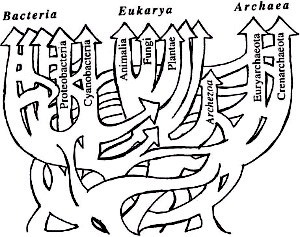 Bacteria
Eukarya
Archaea
Proteobacteria
Cyanobacteria
Animalia
Fungi
Plantae
Archezoa
Euryarchaeota
Crenarchaeota